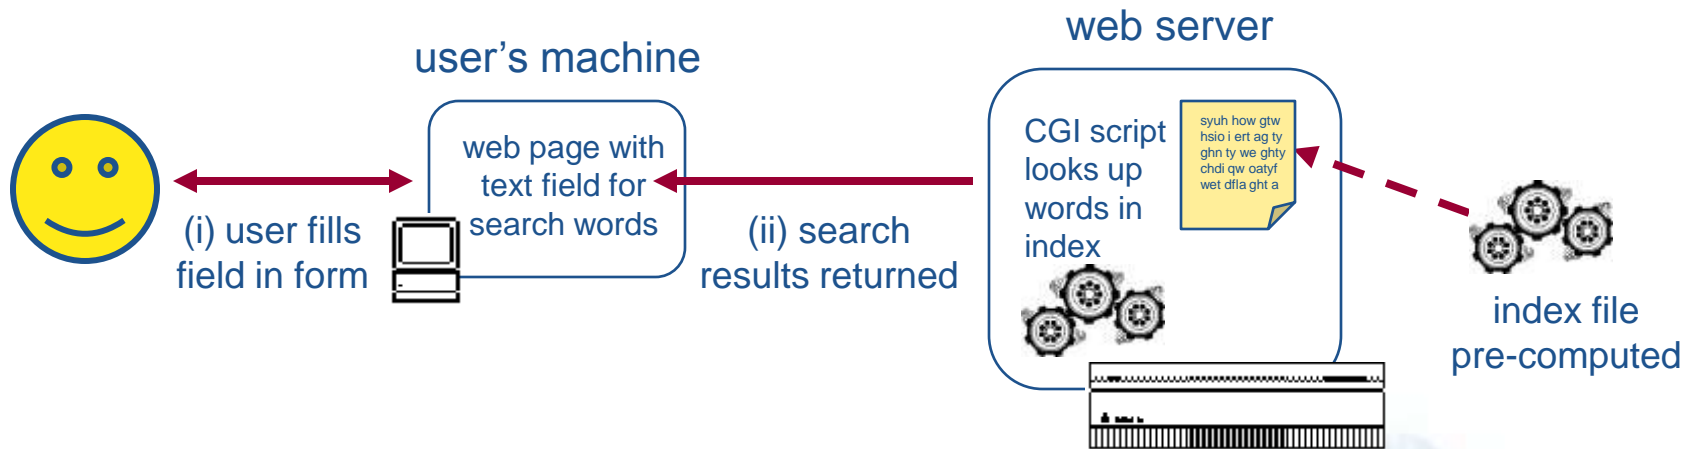 user’s machine
web server
web page with
text field for
search words
(i) user fills
field in form
(ii) search
results returned
CGI script
looks up
words in
index
syuh how gtw
hsio i ert ag ty
ghn ty we ghty
chdi qw oatyf
wet dfla ght a
index file
pre-computed